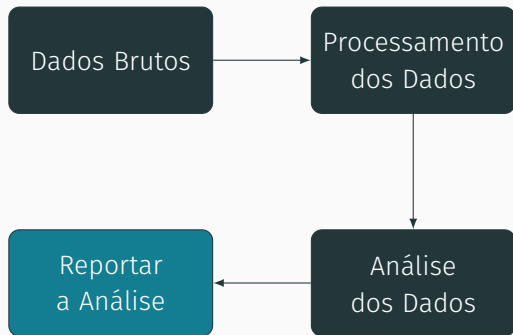 Dados Brutos
Processamento
dos Dados
Análise
dos Dados
Reportar
a Análise